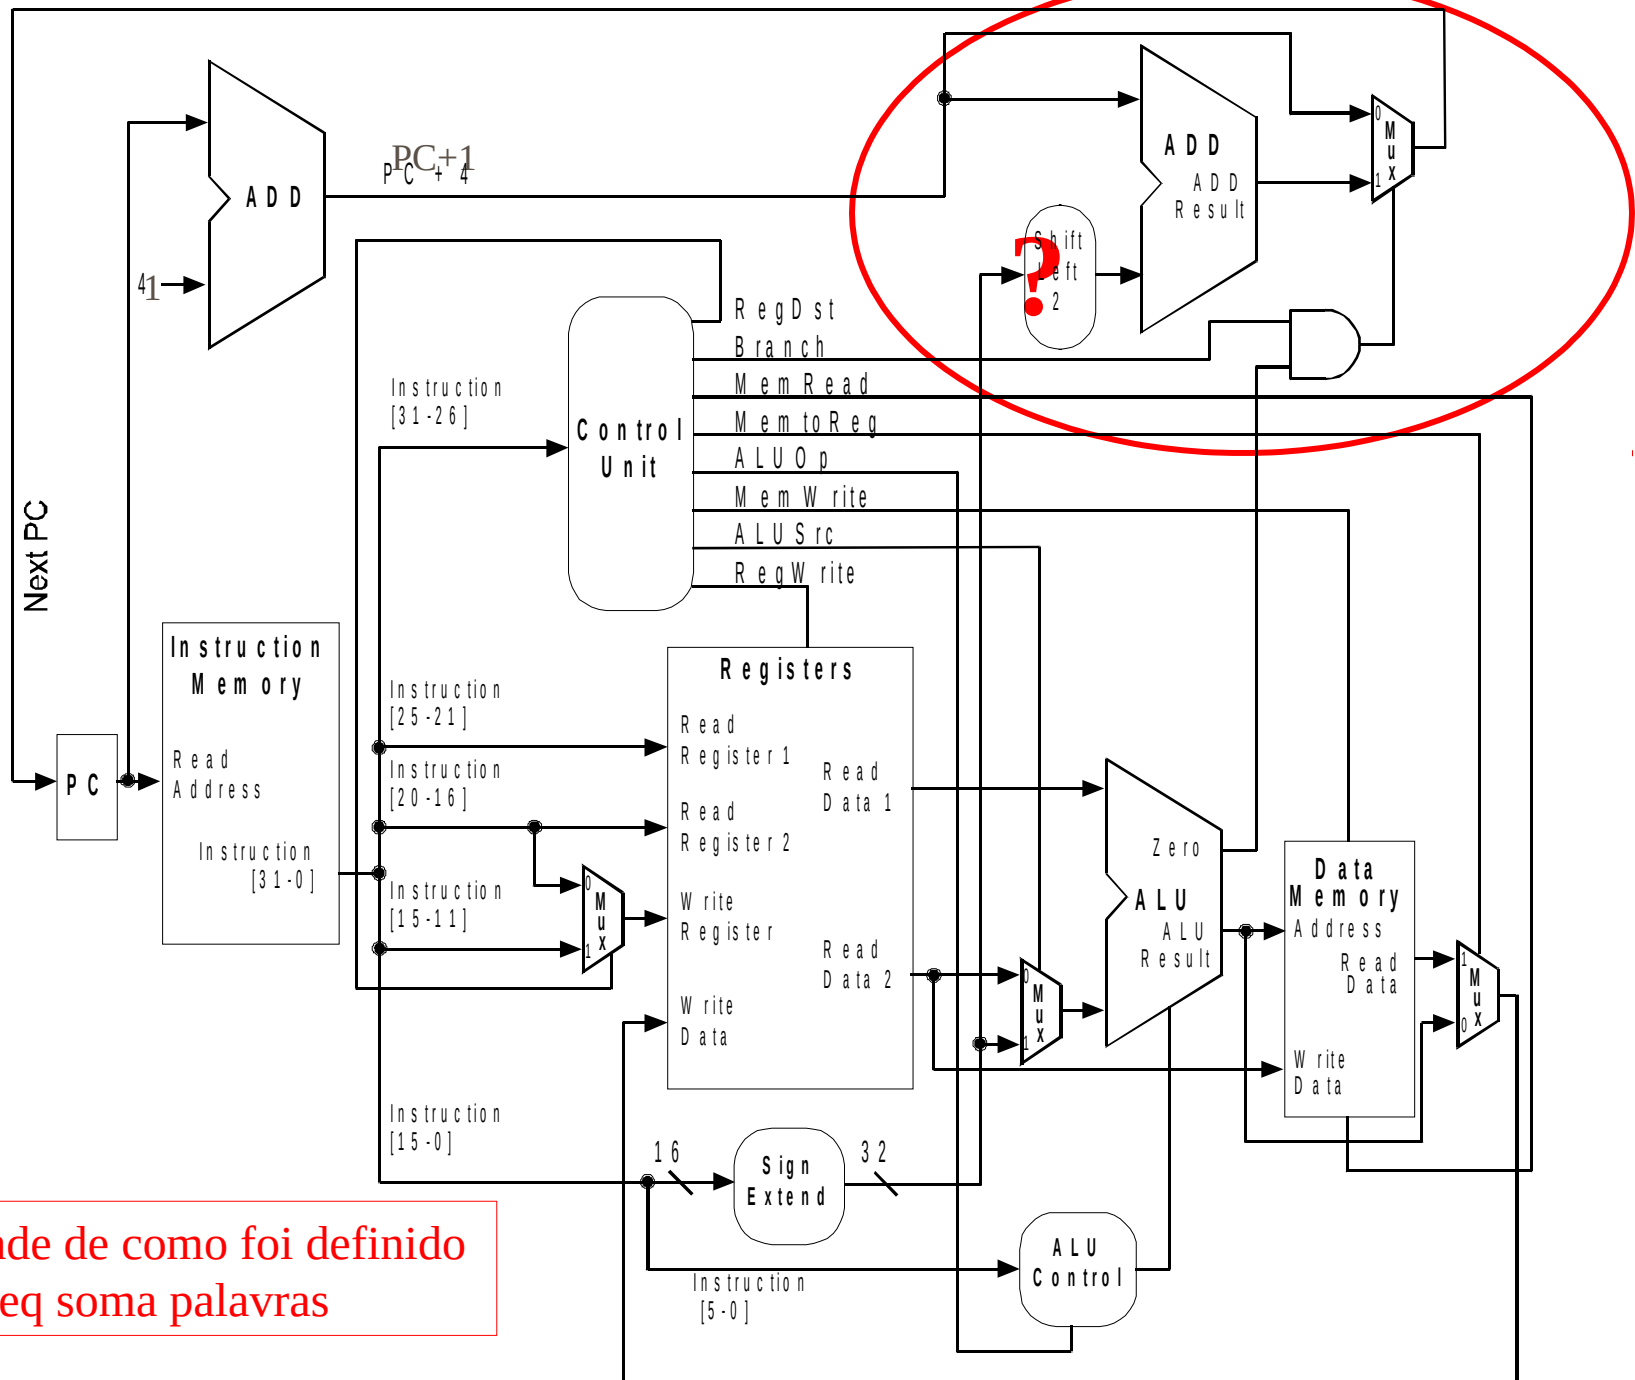 PC+1
PC + 4
ADD
4
1
ADD
ADD
Result
0
Mux
1
?
Shift
Left
2
RegDst
Branch
MemRead
MemtoReg
ALUOp
MemWrite
ALUSrc
RegWrite
Control
Unit
Instruction
[31-26]
Next PC
Instruction
Memory
Read
Address
Instruction
[31-0]
PC
Instruction
[25-21]
Instruction
[20-16]
Instruction
[15-11]
0
Mux
1
Registers
Read
Register 1
Read
Register 2
Write
Register
Write
Data
Read
Data 1
Read
Data 2
0
Mux
1
Zero
ALU
ALU
Result
Data
Memory
Address
Read
Data
Write
Data
1
Mux
0
Instruction
[15-0]
16
Sign
Extend
32
ALU
Control
Instruction
[5-0]
de de como foi definido
eq soma palavras